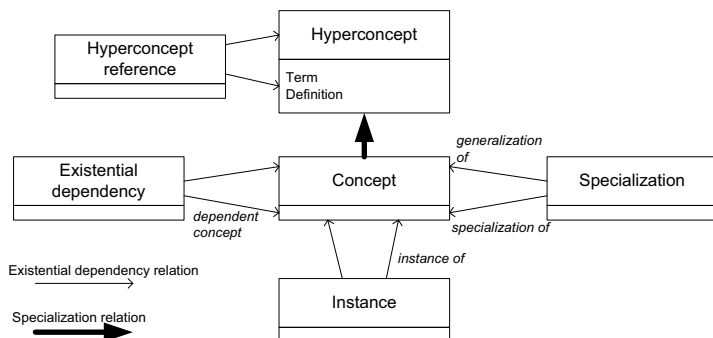 Hyperconcept
reference
Hyperconcept
Term
Definition
generalization
of
Existential
dependency
Concept
Specialization
dependent
concept
specialization of
instance of
Existential dependency relation
Instance
Specialization relation